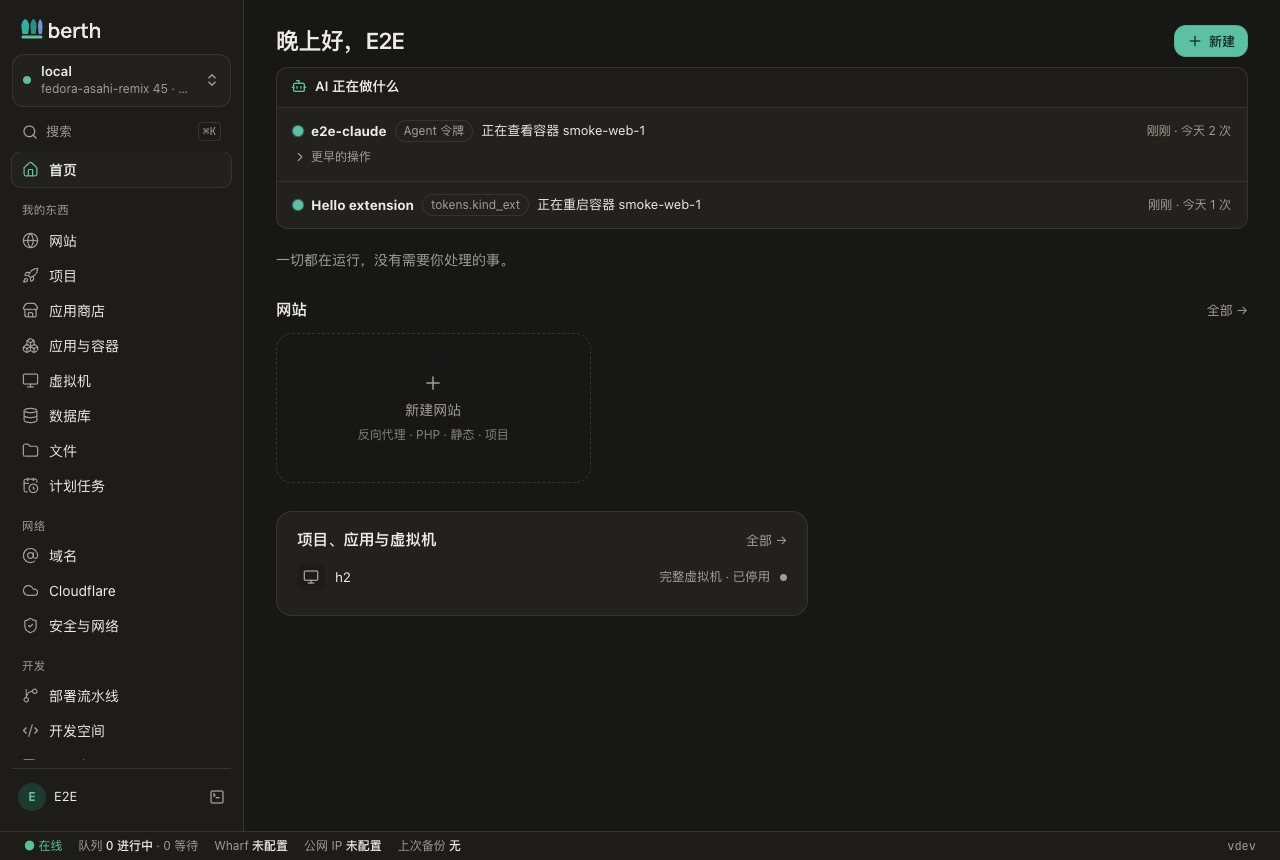 berth
local
fedora-asahi-remix 45 · ...
搜索
⌘K
首页
我的东西
网站
项目
应用商店
应用与容器
虚拟机
数据库
文件
计划任务
网络
域名
Cloudflare
安全与网络
开发
部署流水线
开发空间
E
E2E
晚上好，E2E
新建
AI 正在做什么
e2e-claude Agent 令牌 正在查看容器 smoke-web-1 刚刚 · 今天 2 次
更早的操作
Hello extension tokens.kind_ext 正在重启容器 smoke-web-1 刚刚 · 今天 1 次
一切都在运行，没有需要你处理的事。
网站 全部 →
新建网站
反向代理 · PHP · 静态 · 项目
项目、应用与虚拟机 全部 →
h2 完整虚拟机 · 已停用
在线 队列 0 进行中 · 0 等待 Wharf 未配置 公网 IP 未配置 上次备份 无 vdev